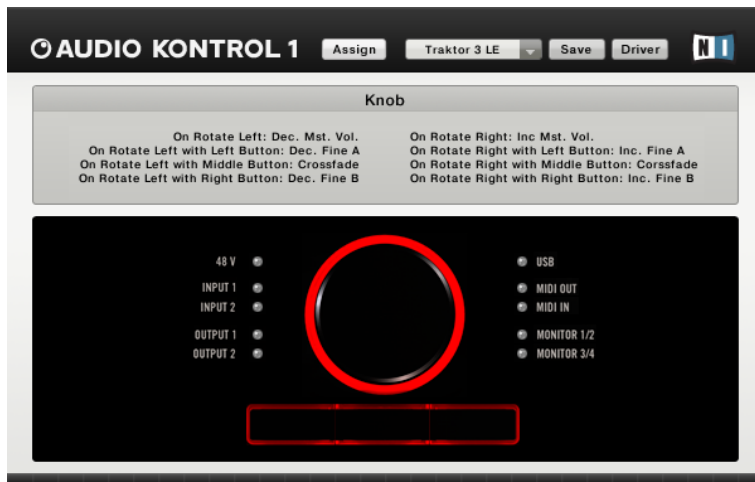 AUDIO KONTROL 1 Assign Traktor 3 LE Save Driver NI
Knob
On Rotate Left: Dec. Mst. Vol.
On Rotate Left with Left Button: Dec. Fine A
On Rotate Left with Middle Button: Crossfade
On Rotate Left with Right Button: Dec. Fine B
On Rotate Right: Inc Mst. Vol.
On Rotate Right with Left Button: Inc. Fine A
On Rotate Right with Middle Button: Corssfade
On Rotate Right with Right Button: Inc. Fine B
48 V
INPUT 1
INPUT 2
OUTPUT 1
OUTPUT 2
USB
MIDI OUT
MIDI IN
MONITOR 1/2
MONITOR 3/4